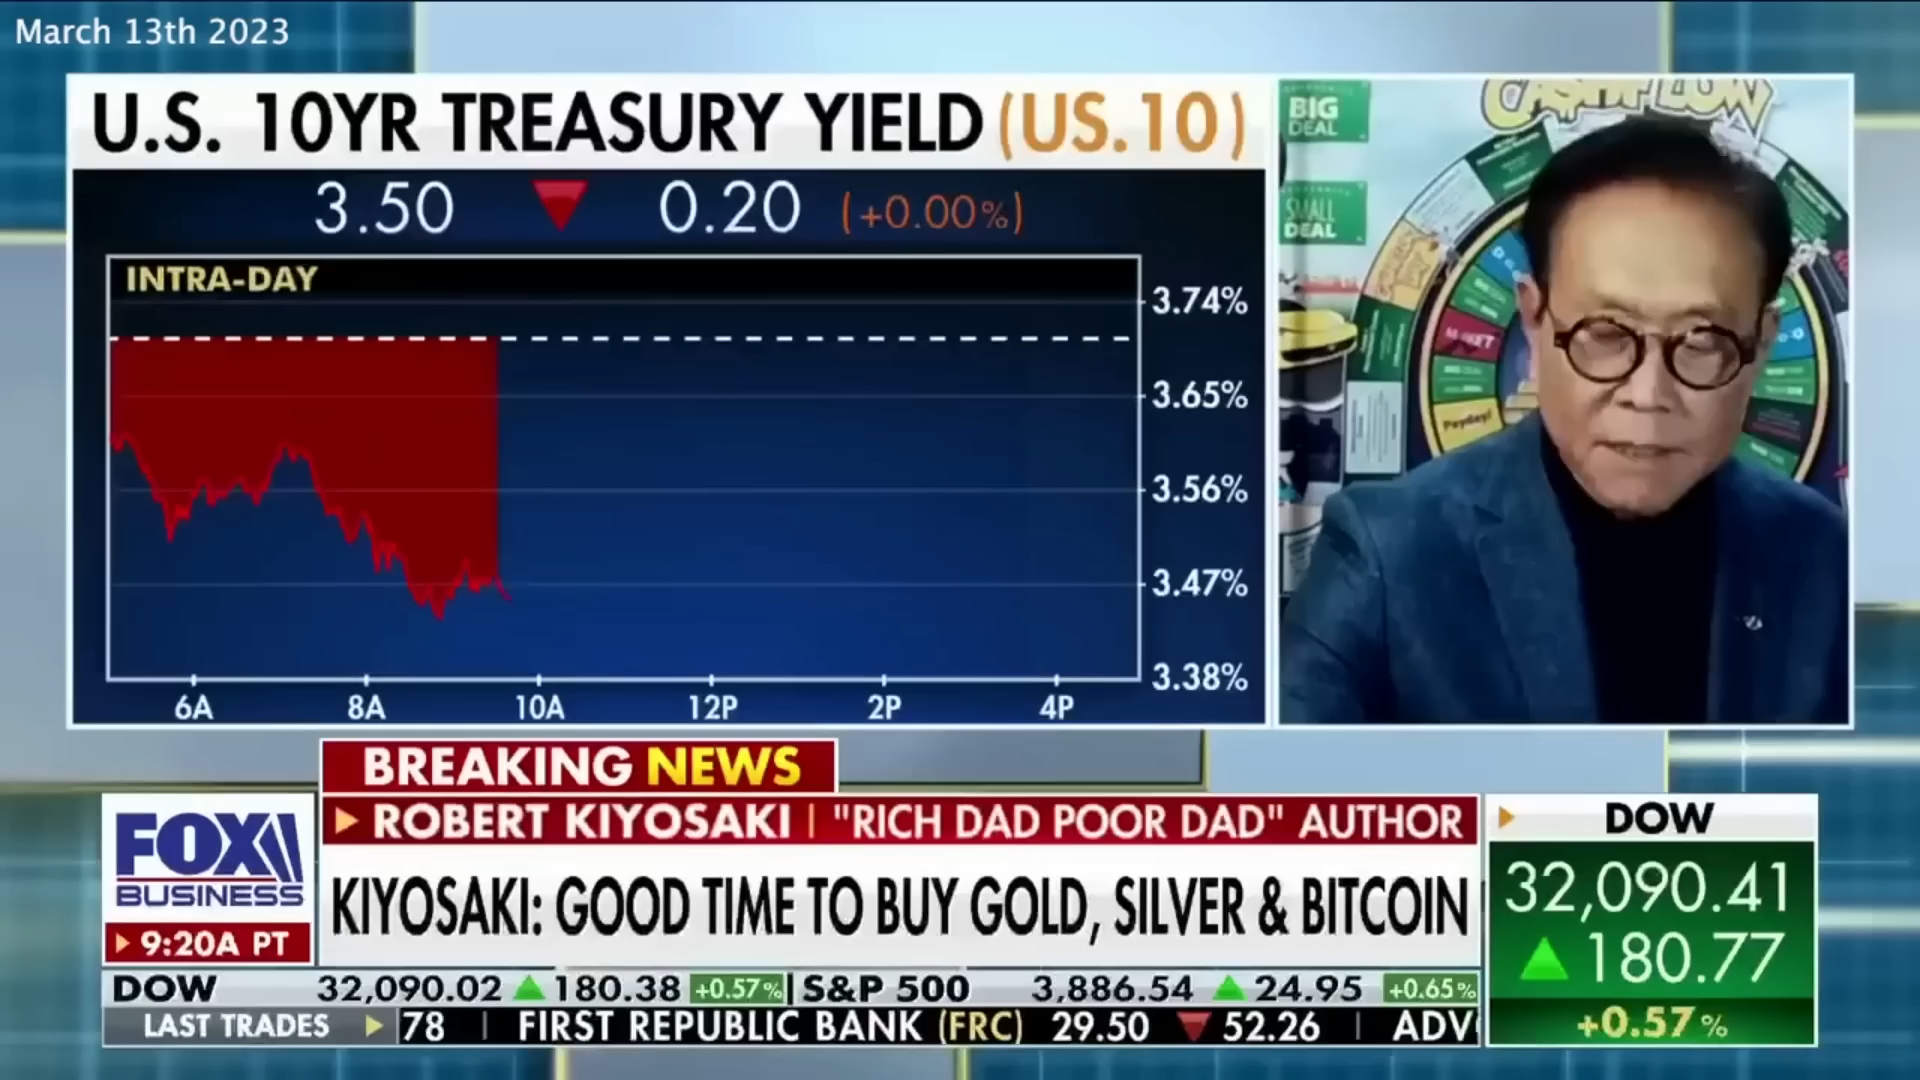 March 13th 2023
U.S. 10YR TREASURY YIELD (US.10)
3.50 ▼ 0.20 (+0.00%)
INTRA-DAY
3.74%
3.65%
3.56%
3.47%
3.38%
6A 8A 10A 12P 2P 4P
CASHFLOW
BIG
DEAL
SMALL
DEAL
MARKET
Payday!
BREAKING NEWS
ROBERT KIYOSAKI | "RICH DAD POOR DAD" AUTHOR
KIYOSAKI: GOOD TIME TO BUY GOLD, SILVER & BITCOIN
FOX
BUSINESS
9:20A PT
DOW
32,090.41
▲ 180.77
+0.57%
DOW 32,090.02 ▲ 180.38 +0.57% | S&P 500 3,886.54 ▲ 24.95 +0.65%
LAST TRADES 78 | FIRST REPUBLIC BANK (FRC) 29.50 ▼ 52.26 | ADV